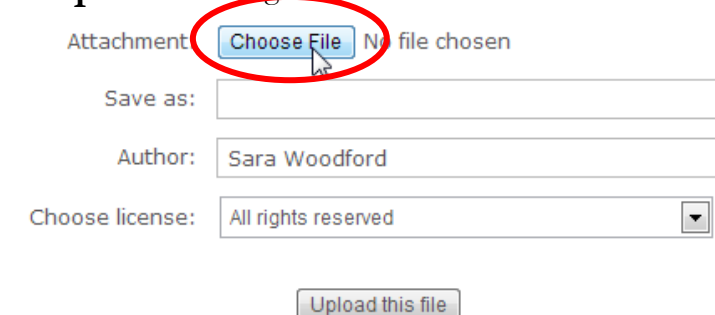 Attachment: Choose File No file chosen
Save as:
Author: Sara Woodford
Choose license: All rights reserved
Upload this file